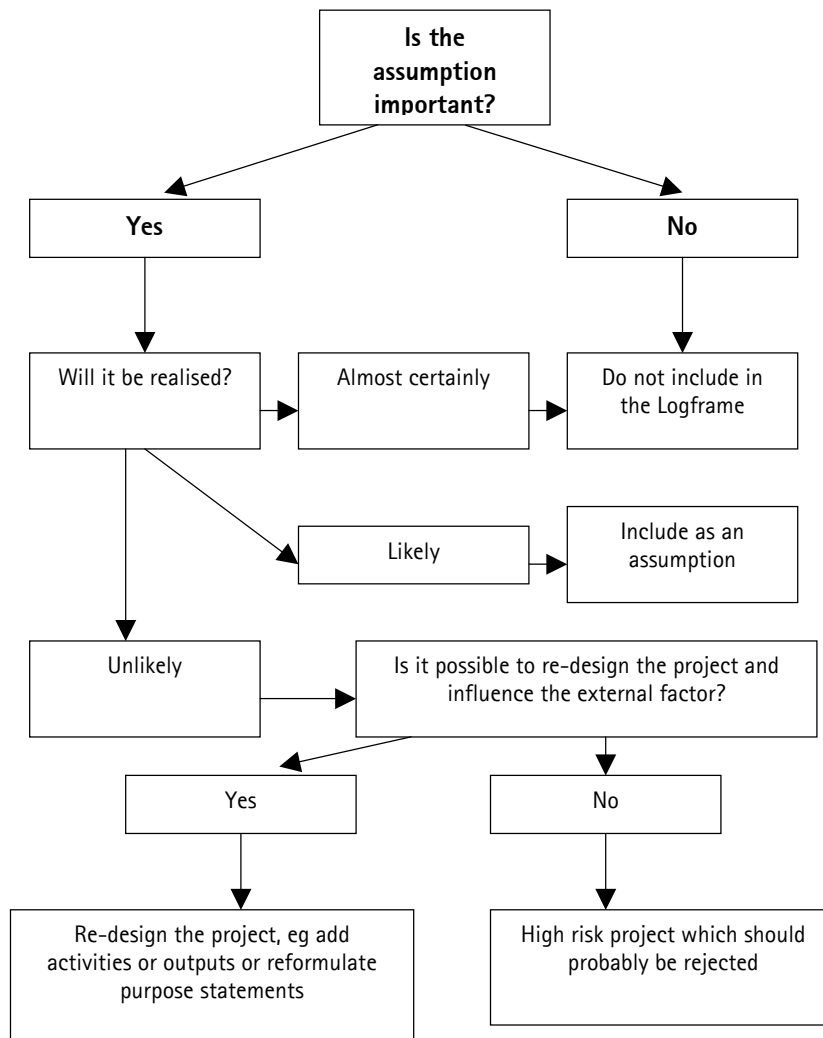 Is the
assumption
important?
Yes
No
Will it be realised?
Almost certainly
Do not include in
the Logframe
Likely
Include as an
assumption
Unlikely
Is it possible to re-design the project and
influence the external factor?
Yes
No
Re-design the project, eg add
activities or outputs or reformulate
purpose statements
High risk project which should
probably be rejected